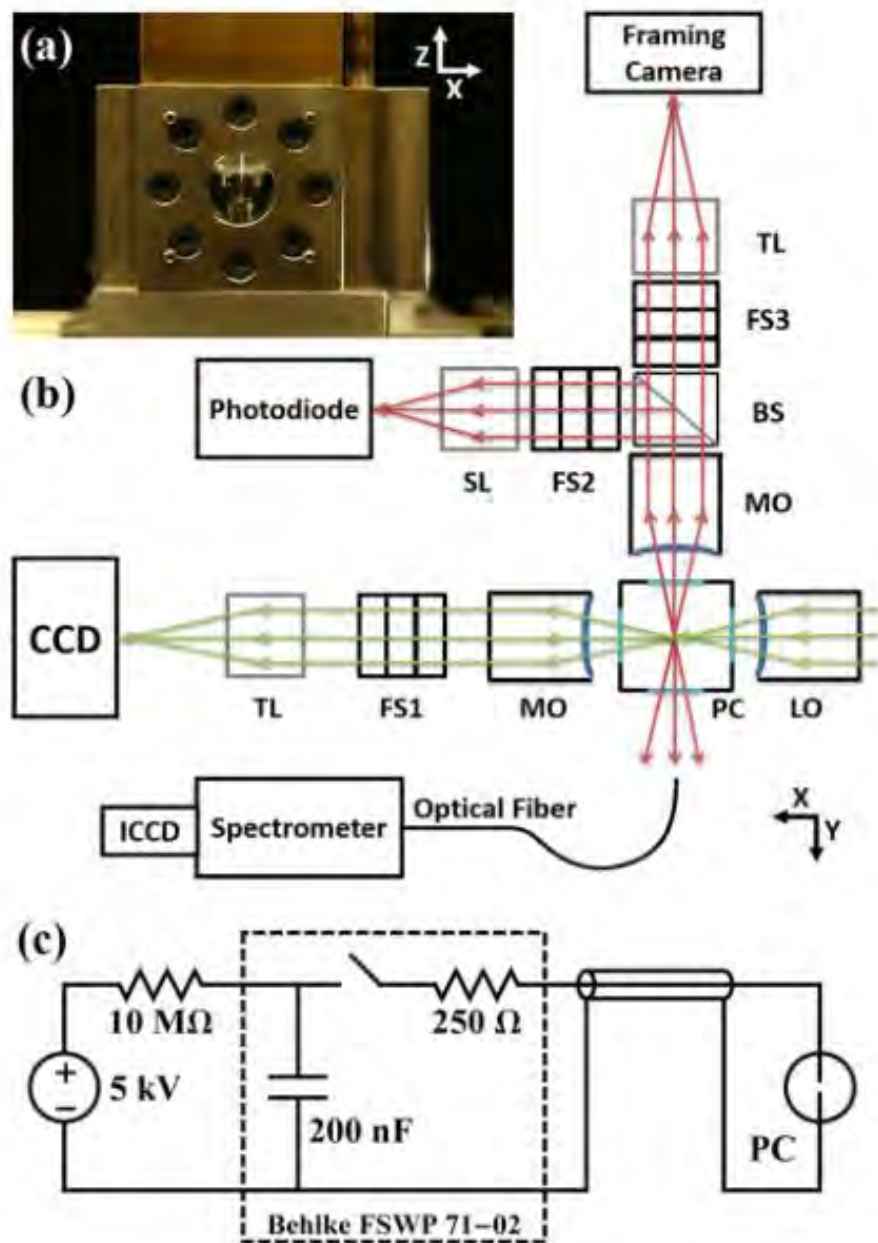 (a)
Z
X
Framing
Camera
TL
FS3
(b)
Photodiode
BS
SL
FS2
MO
CCD
TL
FS1
MO
PC
LO
ICCD
Spectrometer
Optical Fiber
X
Y
(c)
10 MΩ
250 Ω
+
−
5 kV
200 nF
PC
Behlke FSWP 71−02